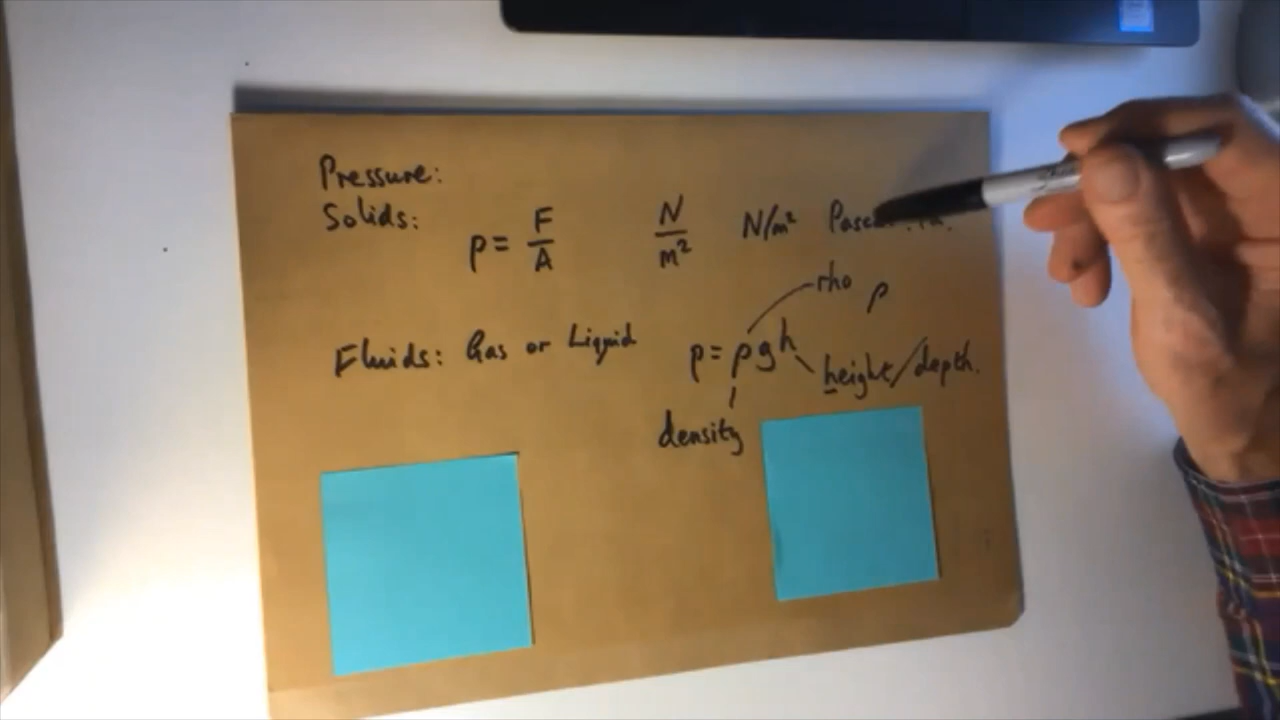 Pressure:
Solids: p = F/A N/m² N/m²
rho ρ
Fluids: Gas or Liquid p = ρgh height/depth.
density